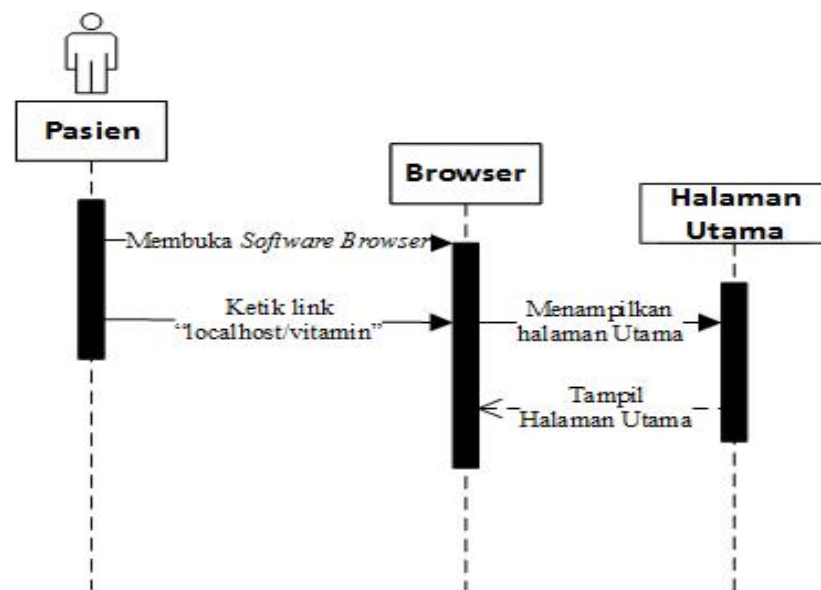 Pasien
Browser
Halaman
Utama
Membuka Software Browser
Ketik link
“localhost/vitamin”
Menampilkan
halaman Utama
Tampil
Halaman Utama